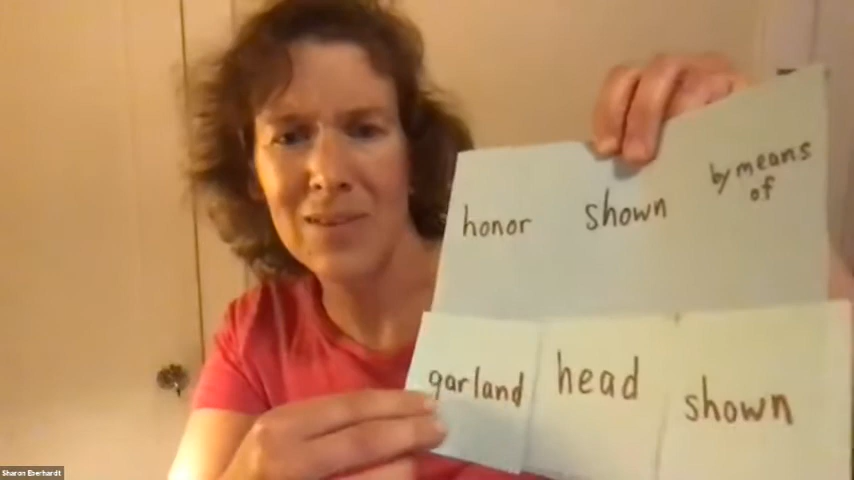 honor shown by means
of
garland head shown
Sharon Eberhardt